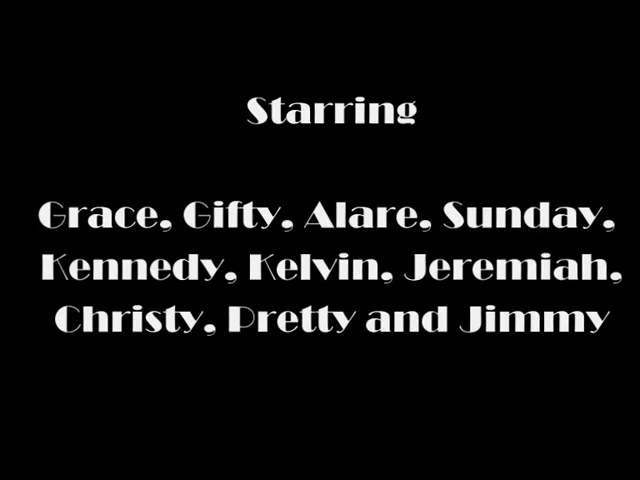 Starring
Grace, Gifty, Alare, Sunday,
Kennedy, Kelvin, Jeremiah,
Christy, Pretty and Jimmy